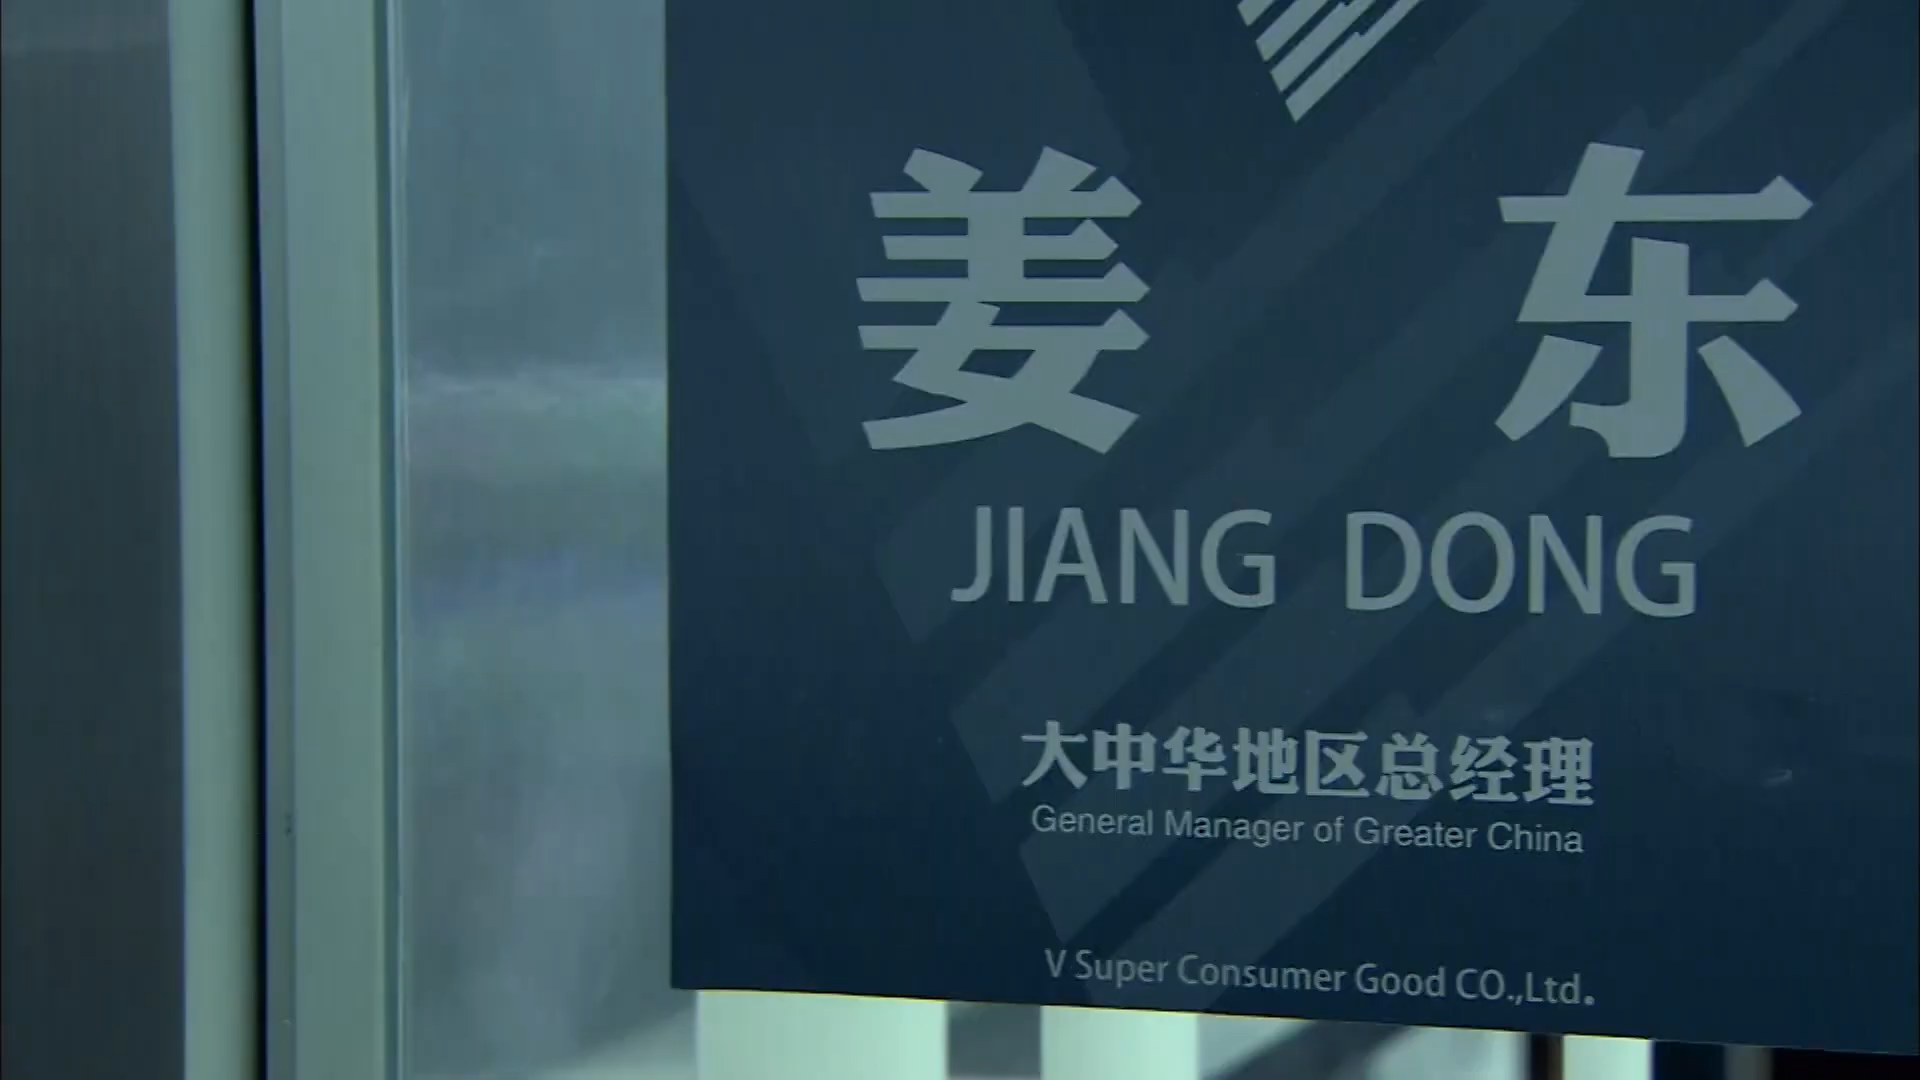 姜 东
JIANG DONG
大中华地区总经理
General Manager of Greater China
V Super Consumer Good CO.,Ltd.